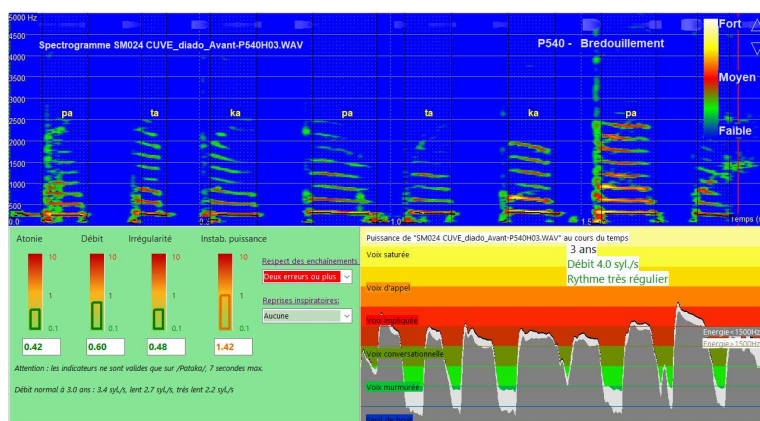 5000 Hz
Fort
Spectrogramme SM024 CUVE_diado_Avant-P540H03.WAV
P540 - Bredouillement
4500
4000
3500
Moyen
3000
2500
pa ta ka pa ta ka pa
2000
Faible
1500
1000
500
0.0
1.0
Temps
Atonie Débit Irrégularité Instab. puissance
10 10 10 10
1 1 1 1
0.1 0.1 0.1 0.1
0.42 0.60 0.48 1.42
Respect des enchaînements:
Deux erreurs ou plus
Reprises inspiratoires:
Aucune
Attention : les indicateurs ne sont valides que sur /Pataka/, 7 secondes max.
Débit normal à 3.0 ans : 3.4 syl./s, lent 2.7 syl./s, très lent 2.2 syl./s
Puissance de "SM024 CUVE_diado_Avant-P540H03.WAV" au cours du temps
Voix saturée
3 ans
Débit 4.0 syl./s
Rythme très régulier
Voix d'appel
Voix impliquée
Energie<1500Hz
Energie>1500Hz
Voix conversationnelle
Voix murmurée